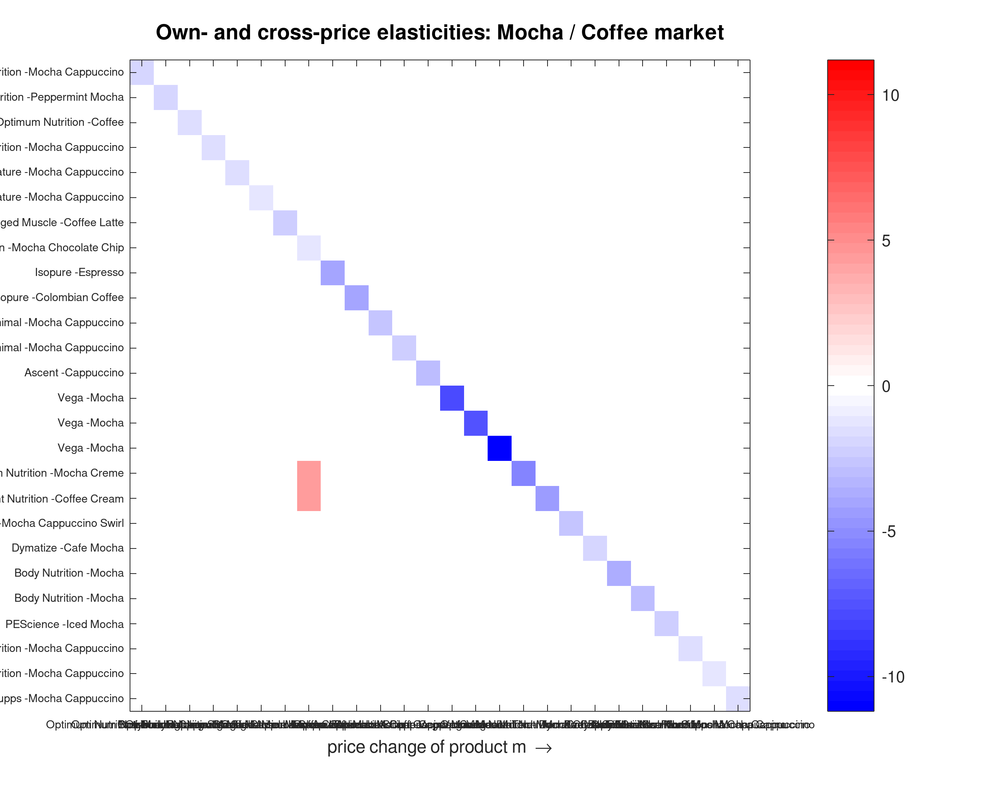 Own- and cross-price elasticities: Mocha / Coffee market
rition -Mocha Cappuccino
rition -Peppermint Mocha
Optimum Nutrition -Coffee
rition -Mocha Cappuccino
ature -Mocha Cappuccino
ature -Mocha Cappuccino
ged Muscle -Coffee Latte
n -Mocha Chocolate Chip
Isopure -Espresso
opure -Colombian Coffee
imal -Mocha Cappuccino
imal -Mocha Cappuccino
Ascent -Cappuccino
Vega -Mocha
Vega -Mocha
Vega -Mocha
n Nutrition -Mocha Creme
t Nutrition -Coffee Cream
-Mocha Cappuccino Swirl
Dymatize -Cafe Mocha
Body Nutrition -Mocha
Body Nutrition -Mocha
PEScience -Iced Mocha
rition -Mocha Cappuccino
rition -Mocha Cappuccino
upps -Mocha Cappuccino
price change of product m →
10
5
0
-5
-10